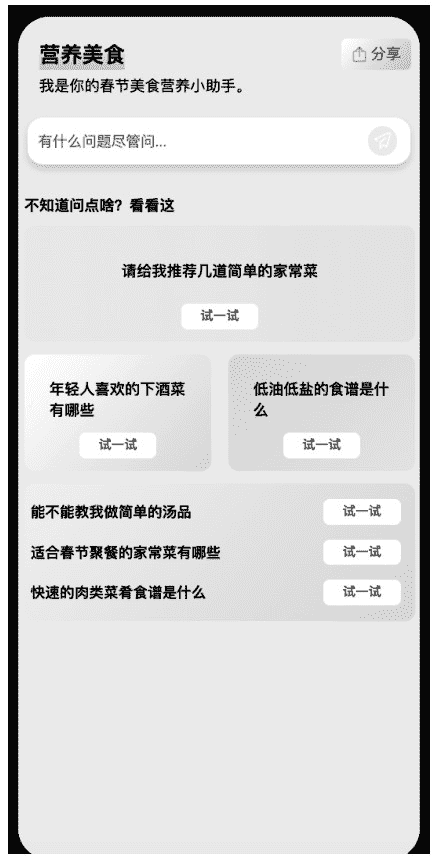 营养美食
分享
我是你的春节美食营养小助手。
有什么问题尽管问...
不知道问点啥？看看这
请给我推荐几道简单的家常菜
试一试
年轻人喜欢的下酒菜
有哪些
试一试
低油低盐的食谱是什
么
试一试
能不能教我做简单的汤品
试一试
适合春节聚餐的家常菜有哪些
试一试
快速的肉类菜肴食谱是什么
试一试